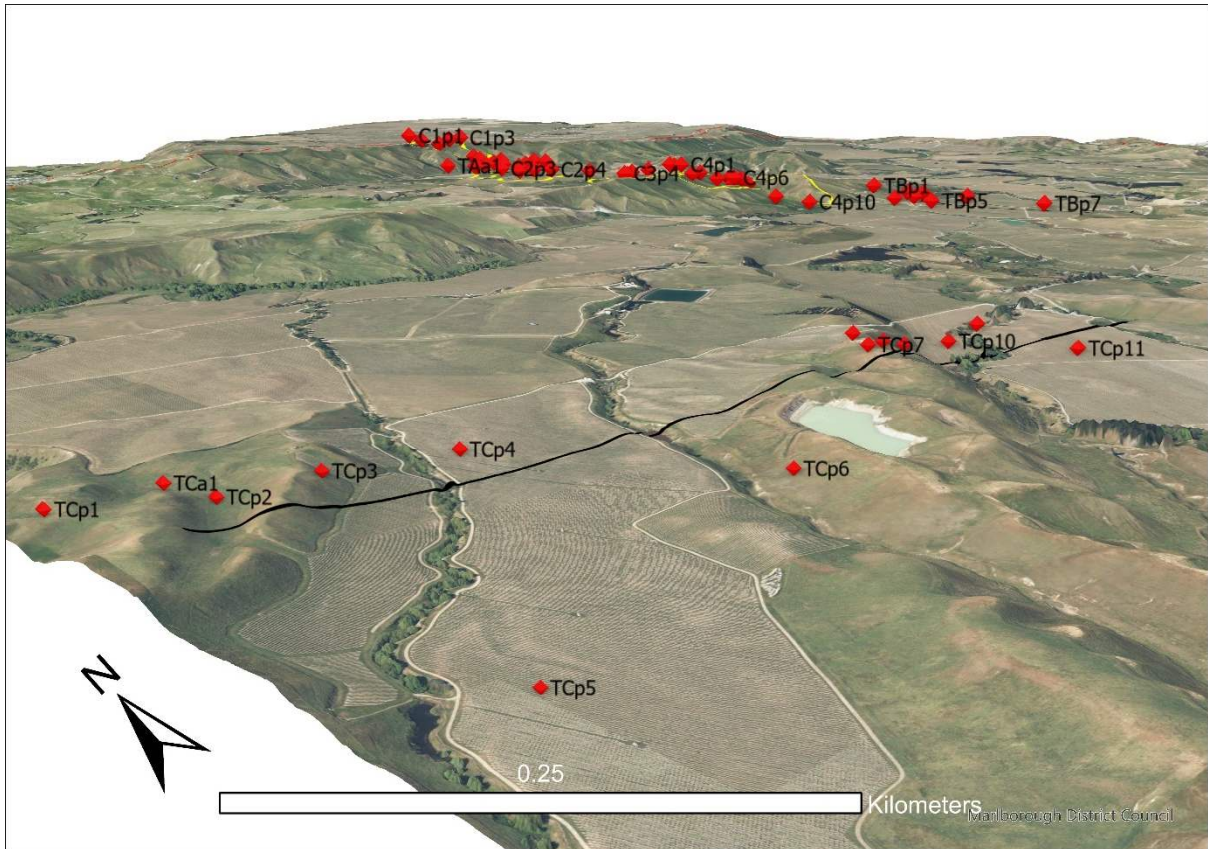 C1p1
C1p3
TAa1
C2p3
C2p4
C3p4
C4p1
C4p6
C4p10
TBp1
TBp5
TBp7
TCp7
TCp10
TCp11
TCp4
TCp3
TCp6
TCa1
TCp2
TCp1
TCp5
N
0.25
Kilometers
Marlborough District Council